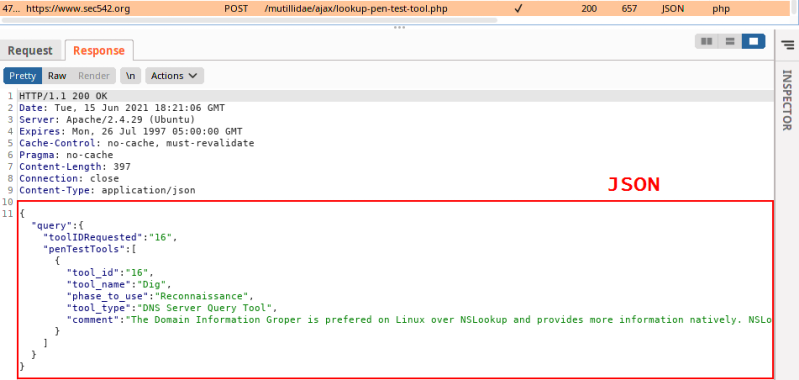 47... https://www.sec542.org POST /mutillidae/ajax/lookup-pen-test-tool.php ✓ 200 657 JSON php
Request Response
Pretty Raw Render \n Actions
INSPECTOR
1 HTTP/1.1 200 OK
2 Date: Tue, 15 Jun 2021 18:21:06 GMT
3 Server: Apache/2.4.29 (Ubuntu)
4 Expires: Mon, 26 Jul 1997 05:00:00 GMT
5 Cache-Control: no-cache, must-revalidate
6 Pragma: no-cache
7 Content-Length: 397
8 Connection: close
9 Content-Type: application/json
JSON
10
11 {
"query":{
"toolIDRequested":"16",
"penTestTools":[
{
"tool_id":"16",
"tool_name":"Dig",
"phase_to_use":"Reconnaissance",
"tool_type":"DNS Server Query Tool",
"comment":"The Domain Information Groper is prefered on Linux over NSLookup and provides more information natively. NSLo
}
]
}
}